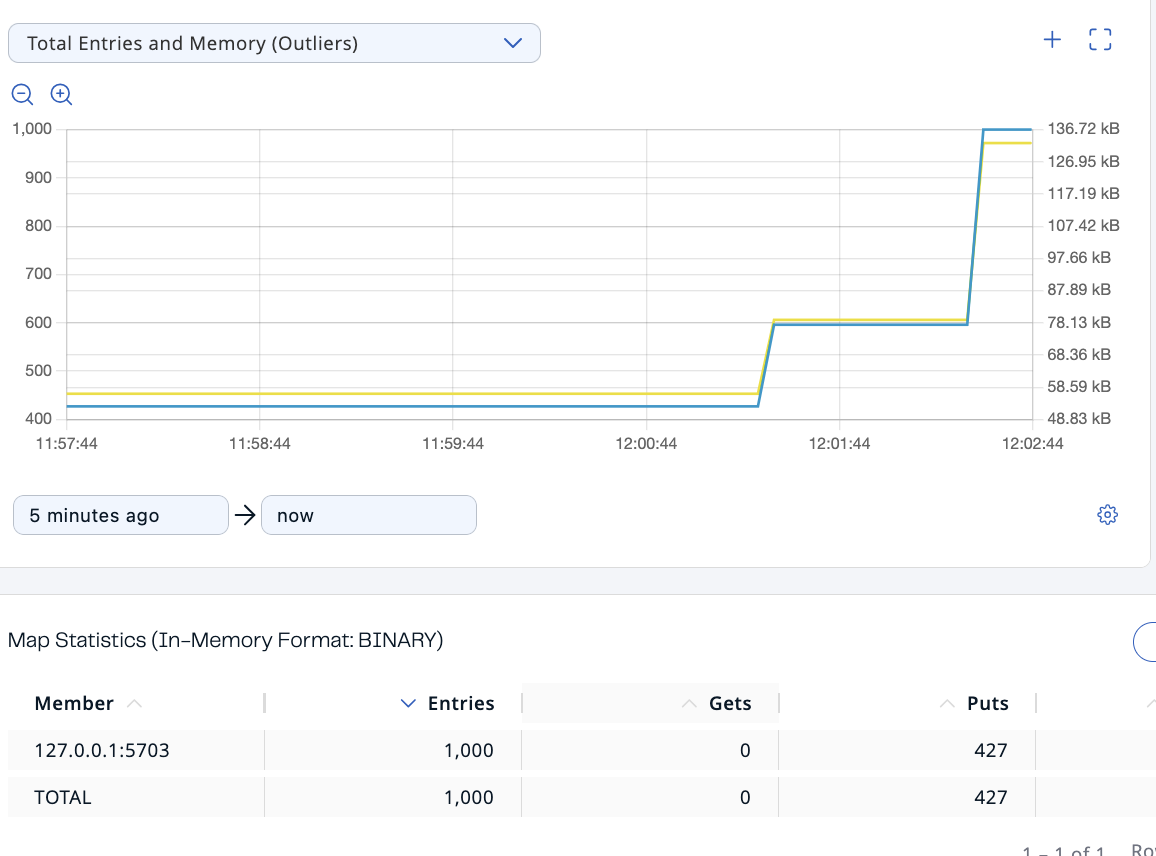 Total Entries and Memory (Outliers)
1,000 136.72 kB
126.95 kB
900
117.19 kB
800 107.42 kB
97.66 kB
700
87.89 kB
600 78.13 kB
68.36 kB
500
58.59 kB
400 48.83 kB
11:57:44 11:58:44 11:59:44 12:00:44 12:01:44 12:02:44
5 minutes ago now
Map Statistics (In-Memory Format: BINARY)
Member Entries Gets Puts
127.0.0.1:5703 1,000 0 427
TOTAL 1,000 0 427
1 – 1 of 1